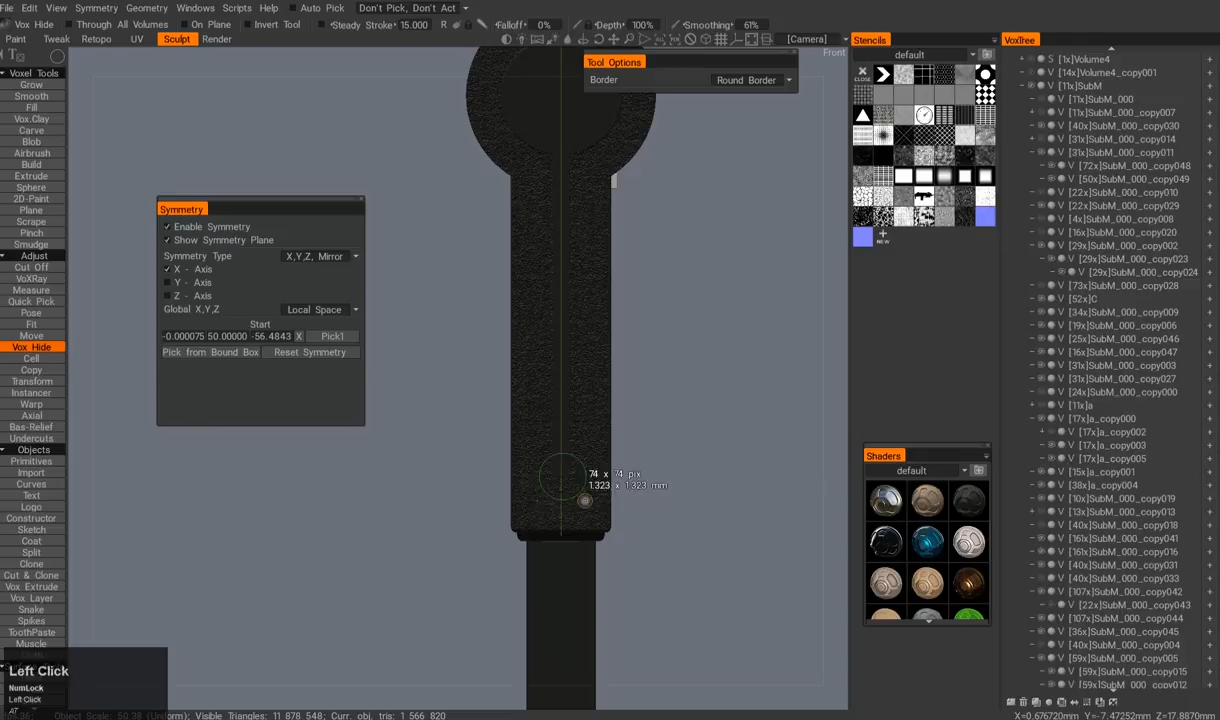 File Edit View Symmetry Geometry Windows Scripts Help Auto Pick Don't Pick, Don't Act
Vox Hide Through All Volumes On Plane Invert Tool Steady Stroke 15.000 R Falloff 0% Depth 100% Smoothing 61%
Paint Tweak Retopo UV Sculpt Render [Camera]
Front
Voxel Tools
Grow
Smooth
Fill
Vox.Clay
Carve
Blob
Airbrush
Build
Extrude
Sphere
2D-Paint
Plane
Scrape
Pinch
Smudge
Adjust
Cut Off
VoXRay
Measure
Quick Pick
Pose
Fit
Move
Vox Hide
Cell
Copy
Transform
Instancer
Warp
Axial
Bas-Relief
Undercuts
Objects
Primitives
Import
Curves
Text
Logo
Constructor
Sketch
Coat
Split
Clone
Cut & Clone
Vox Extrude
Vox Layer
Snake
Spikes
ToothPaste
Muscle
Symmetry
Enable Symmetry
Show Symmetry Plane
Symmetry Type X,Y,Z, Mirror
X - Axis
Y - Axis
Z - Axis
Global X,Y,Z Local Space
Start
-0.000075 50.00000 -56.4843 X Pick1
Pick from Bound Box Reset Symmetry
Tool Options
Border Round Border
74 x 74 pix
1.323 x 1.323 mm
Left Click
NumLock
Left Click
Stencils
default
CLOSE
NEW
Shaders
default
VoxTree
S [1x]Volume4
V [14x]Volume4_copy001
V [11x]SubM
V [11x]SubM_000
V [11x]SubM_000_copy007
V [40x]SubM_000_copy030
V [31x]SubM_000_copy014
V [31x]SubM_000_copy011
V [72x]SubM_000_copy048
V [50x]SubM_000_copy049
V [22x]SubM_000_copy010
V [22x]SubM_000_copy029
V [4x]SubM_000_copy008
V [16x]SubM_000_copy020
V [29x]SubM_000_copy002
V [29x]SubM_000_copy023
V [29x]SubM_000_copy024
V [73x]SubM_000_copy028
V [52x]C
V [34x]SubM_000_copy009
V [19x]SubM_000_copy006
V [25x]SubM_000_copy046
V [16x]SubM_000_copy047
V [31x]SubM_000_copy003
V [31x]SubM_000_copy027
V [24x]SubM_000_copy000
V [11x]a
V [17x]a_copy000
V [17x]a_copy002
V [17x]a_copy003
V [17x]a_copy005
V [15x]a_copy001
V [38x]a_copy004
V [10x]SubM_000_copy019
V [13x]SubM_000_copy013
V [40x]SubM_000_copy018
V [161x]SubM_000_copy041
V [161x]SubM_000_copy016
V [40x]SubM_000_copy031
V [40x]SubM_000_copy033
V [107x]SubM_000_copy042
V [22x]SubM_000_copy043
V [107x]SubM_000_copy044
V [36x]SubM_000_copy045
V [40x]SubM_000_copy004
V [59x]SubM_000_copy005
V [59x]SubM_000_copy015
V [59x]SubM_000_copy012
Object Scale: 50.38 (Uniform); Visible Triangles: 11 878 548; Curr. obj. tris: 1 566 820
X=0.676720mm Y=-7.47252mm Z=17.8870mm